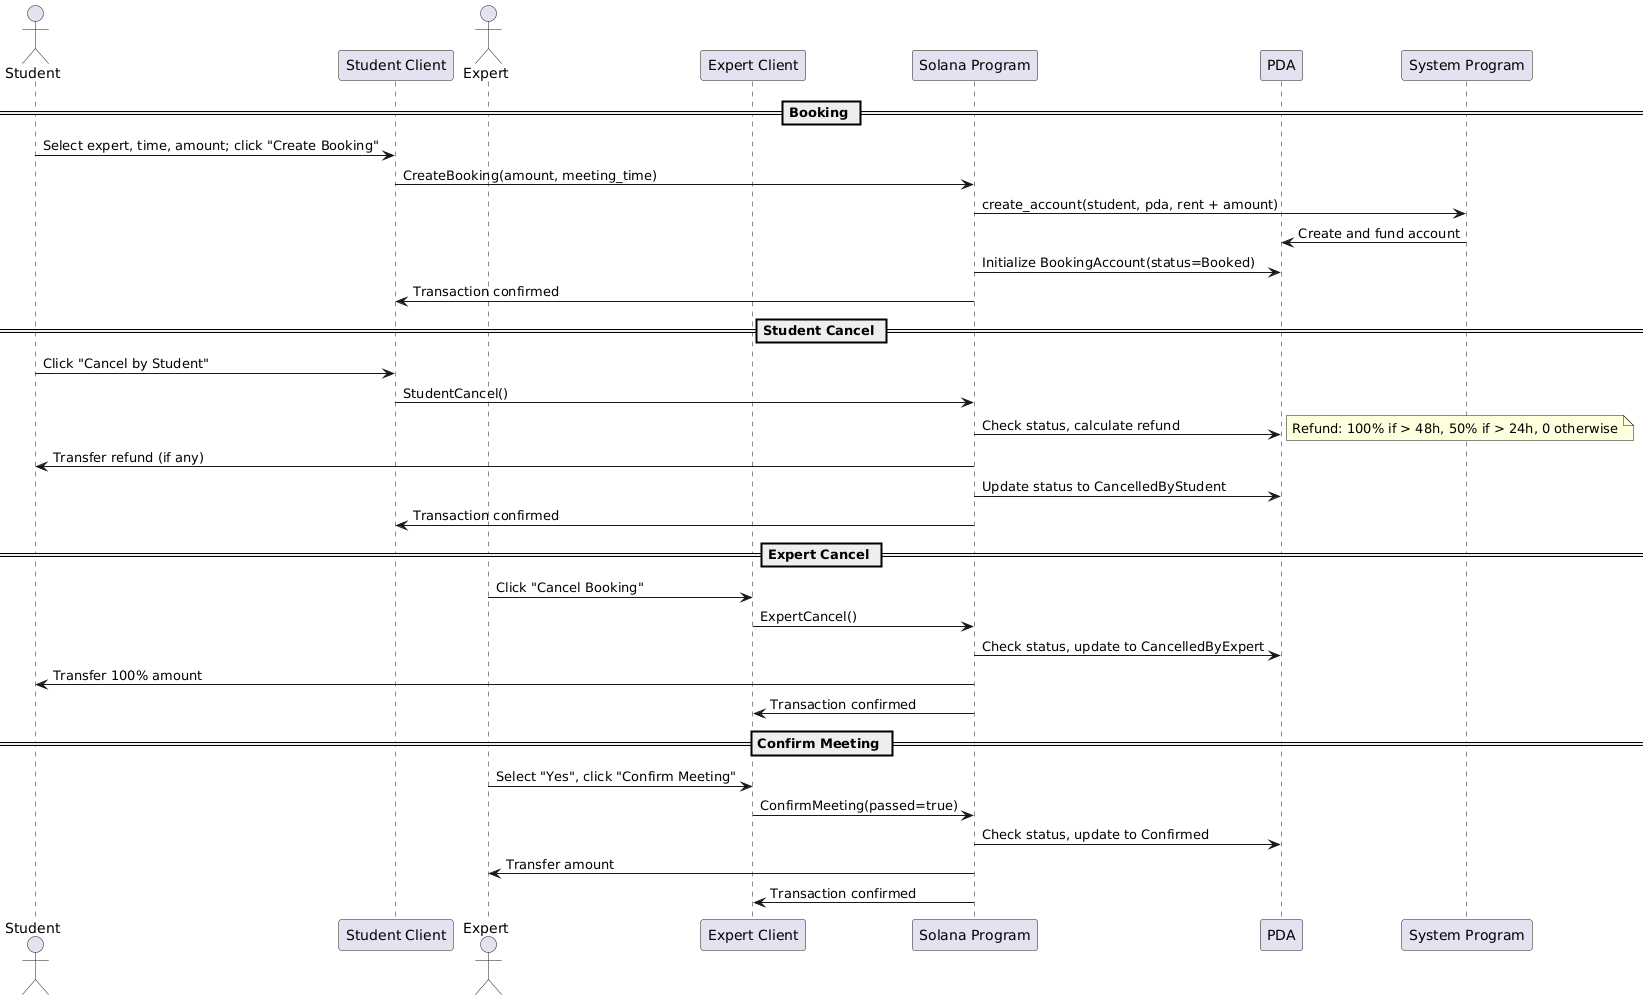 Student
Student Client
Expert
Expert Client
Solana Program
PDA
System Program
Booking
Select expert, time, amount; click "Create Booking"
CreateBooking(amount, meeting_time)
create_account(student, pda, rent + amount)
Create and fund account
Initialize BookingAccount(status=Booked)
Transaction confirmed
Student Cancel
Click "Cancel by Student"
StudentCancel()
Check status, calculate refund
Refund: 100% if > 48h, 50% if > 24h, 0 otherwise
Transfer refund (if any)
Update status to CancelledByStudent
Transaction confirmed
Expert Cancel
Click "Cancel Booking"
ExpertCancel()
Check status, update to CancelledByExpert
Transfer 100% amount
Transaction confirmed
Confirm Meeting
Select "Yes", click "Confirm Meeting"
ConfirmMeeting(passed=true)
Check status, update to Confirmed
Transfer amount
Transaction confirmed
Student
Student Client
Expert
Expert Client
Solana Program
PDA
System Program